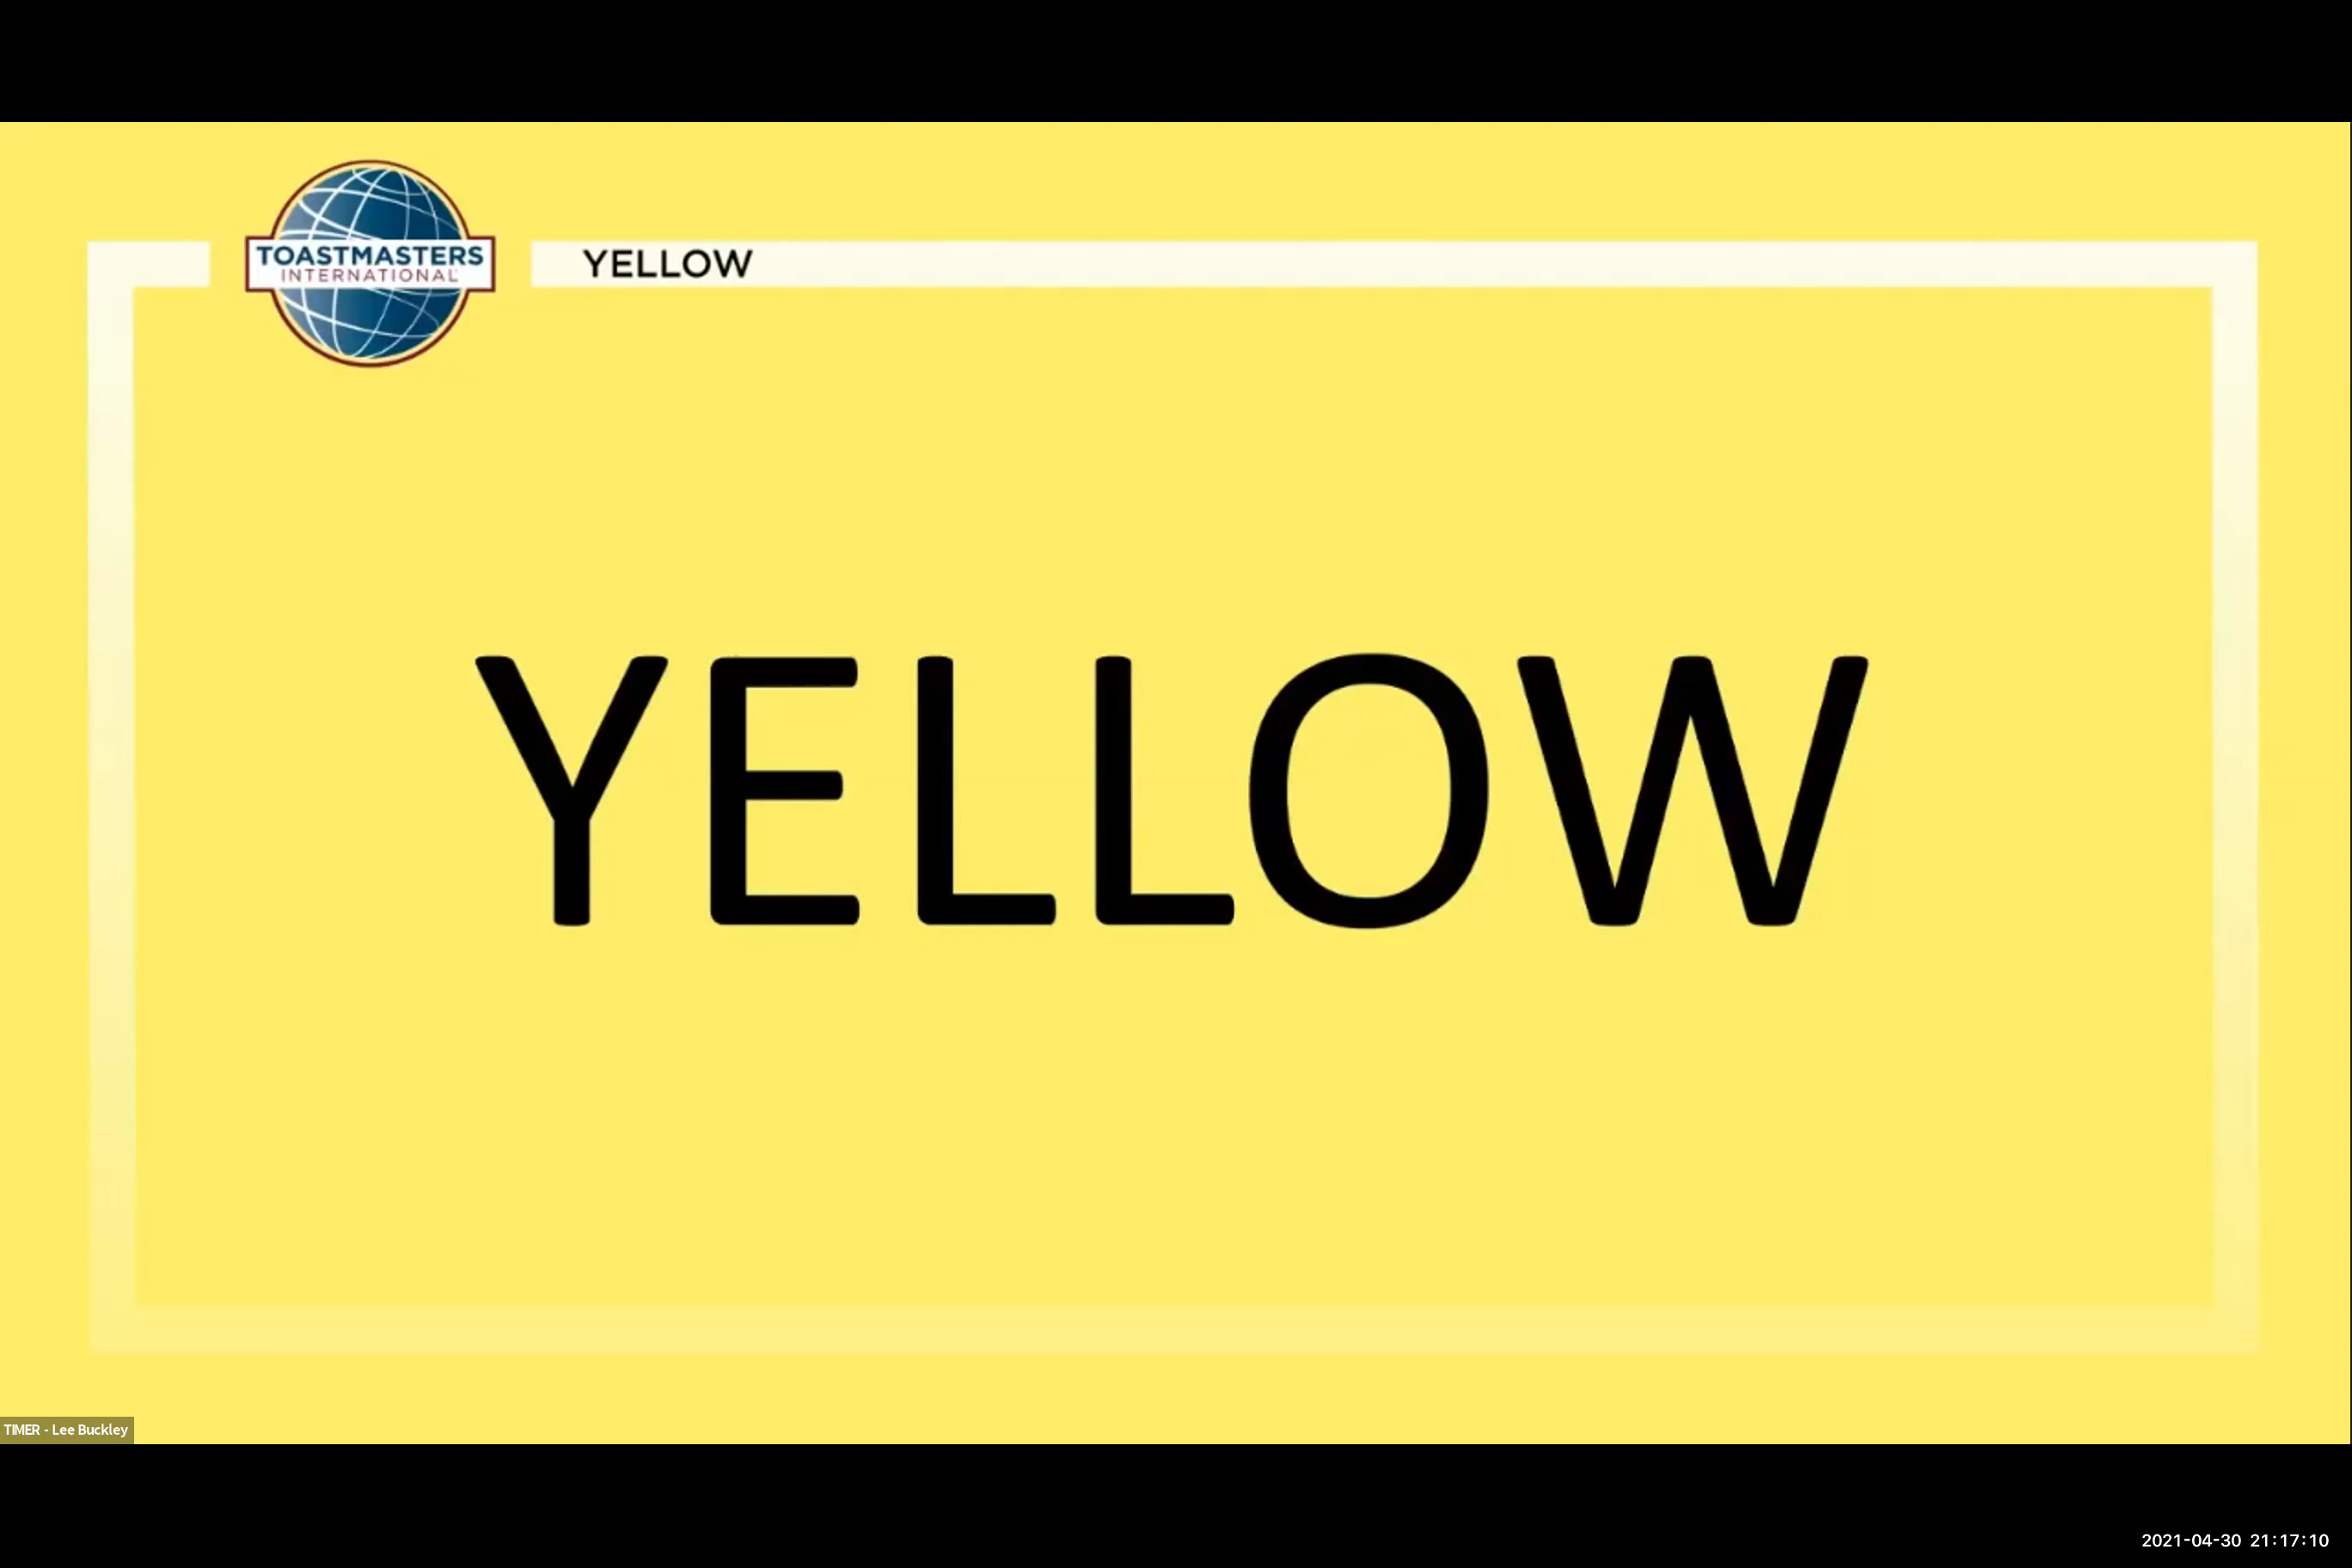 TOASTMASTERS
INTERNATIONAL
YELLOW
YELLOW
TIMER - Lee Buckley
2021-04-30 21:17:10